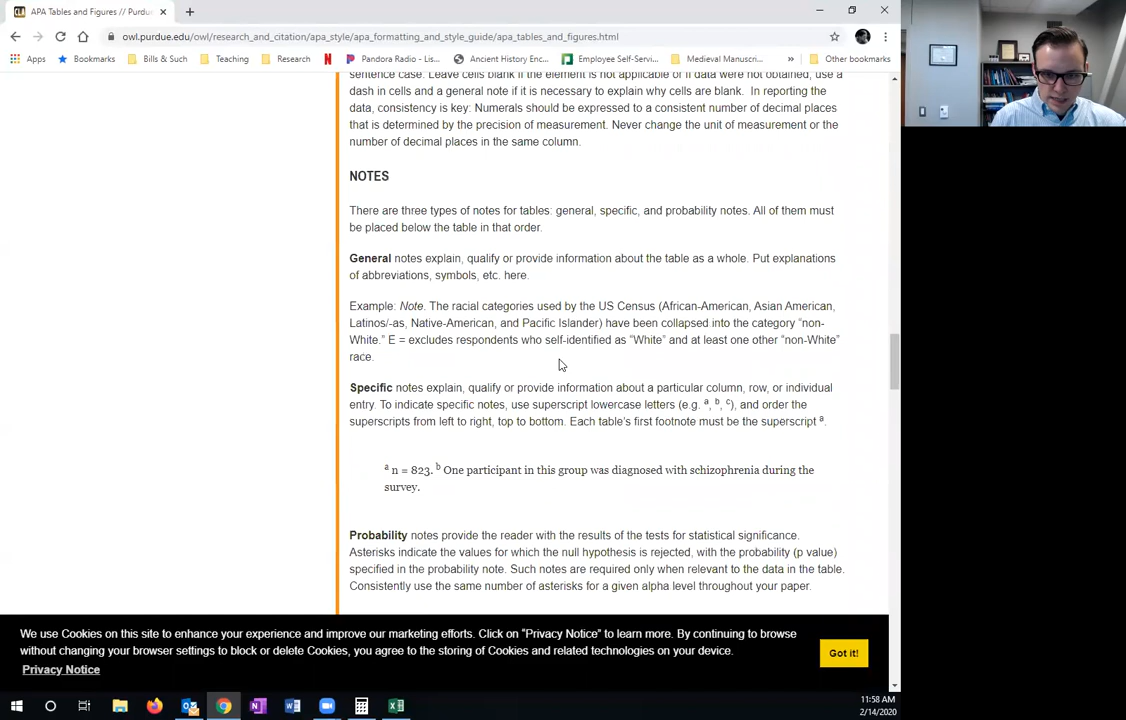 APA Tables and Figures // Purdu
owl.purdue.edu/owl/research_and_citation/apa_style/apa_formatting_and_style_guide/apa_tables_and_figures.html
Apps Bookmarks Bills & Such Teaching Research Pandora Radio - Lis... Ancient History Enc... Employee Self-Servi... Medieval Manuscri... » Other bookmarks
sentence case. Leave cells blank if the element is not applicable or if data were not obtained, use a
dash in cells and a general note if it is necessary to explain why cells are blank. In reporting the
data, consistency is key: Numerals should be expressed to a consistent number of decimal places
that is determined by the precision of measurement. Never change the unit of measurement or the
number of decimal places in the same column.
NOTES
There are three types of notes for tables: general, specific, and probability notes. All of them must
be placed below the table in that order.
General notes explain, qualify or provide information about the table as a whole. Put explanations
of abbreviations, symbols, etc. here.
Example: Note. The racial categories used by the US Census (African-American, Asian American,
Latinos/-as, Native-American, and Pacific Islander) have been collapsed into the category “non-
White.” E = excludes respondents who self-identified as “White” and at least one other “non-White”
race.
Specific notes explain, qualify or provide information about a particular column, row, or individual
entry. To indicate specific notes, use superscript lowercase letters (e.g. a, b, c), and order the
superscripts from left to right, top to bottom. Each table’s first footnote must be the superscript a.
a n = 823. b One participant in this group was diagnosed with schizophrenia during the
survey.
Probability notes provide the reader with the results of the tests for statistical significance.
Asterisks indicate the values for which the null hypothesis is rejected, with the probability (p value)
specified in the probability note. Such notes are required only when relevant to the data in the table.
Consistently use the same number of asterisks for a given alpha level throughout your paper.
We use Cookies on this site to enhance your experience and improve our marketing efforts. Click on "Privacy Notice" to learn more. By continuing to browse
without changing your browser settings to block or delete Cookies, you agree to the storing of Cookies and related technologies on your device.
Privacy Notice
Got it!
11:58 AM
2/14/2020